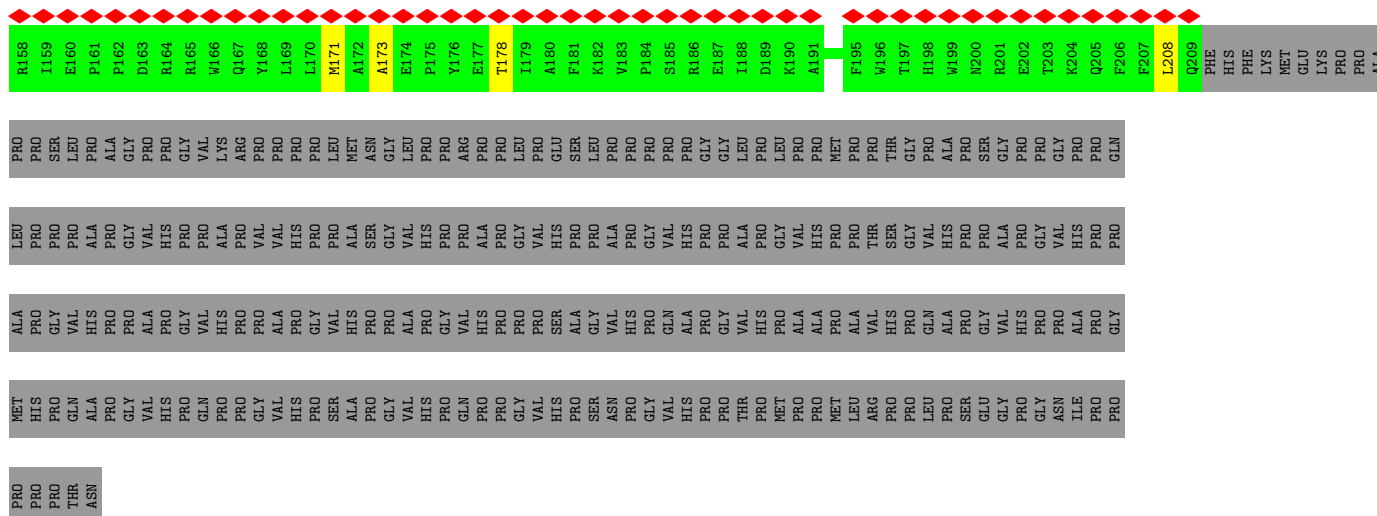 R158 I159 E160 P161 P162 D163 R164 R165 W166 Q167 Y168 L169 L170 M171 A172 A173 E174 P175 Y176 E177 T178 I179 A180 F181 K182 V183 P184 S185 R186 E187 I188 D189 K190 A191 F195 W196 T197 H198 W199 N200 R201 E202 T203 K204 Q205 F206 F207 L208 Q209 PHE HIS PHE LYS MET GLU LYS PRO PRO ALA
PRO PRO SER LEU PRO ALA GLY PRO PRO GLY VAL LYS ARG PRO PRO PRO PRO LEU MET ASN GLY LEU PRO PRO ARG PRO PRO LEU PRO GLU SER LEU PRO PRO PRO PRO PRO GLY GLY LEU PRO LEU PRO PRO MET PRO PRO THR GLY PRO ALA PRO SER GLY PRO PRO GLY PRO PRO GLN
LEU PRO PRO PRO ALA PRO GLY VAL HIS PRO PRO ALA PRO VAL VAL HIS PRO PRO ALA SER GLY VAL HIS PRO PRO ALA PRO GLY VAL HIS PRO PRO ALA PRO GLY VAL HIS PRO PRO ALA PRO GLY VAL HIS PRO PRO THR SER GLY VAL HIS PRO PRO ALA PRO GLY VAL HIS PRO PRO
ALA PRO GLY VAL HIS PRO PRO ALA PRO GLY VAL HIS PRO PRO ALA PRO GLY VAL HIS PRO PRO ALA PRO GLY VAL HIS PRO PRO PRO SER ALA GLY VAL HIS PRO GLN ALA PRO GLY VAL HIS PRO ALA ALA PRO ALA VAL HIS PRO GLN ALA PRO GLY VAL HIS PRO PRO ALA PRO GLY
MET HIS PRO GLN ALA PRO GLY VAL HIS PRO GLN PRO PRO GLY VAL HIS PRO SER ALA PRO GLY VAL HIS PRO GLN PRO PRO GLY VAL HIS PRO SER ASN PRO GLY VAL HIS PRO PRO THR PRO MET PRO PRO MET LEU ARG PRO PRO LEU PRO SER GLU GLY PRO GLY ASN ILE PRO PRO
PRO PRO PRO THR ASN